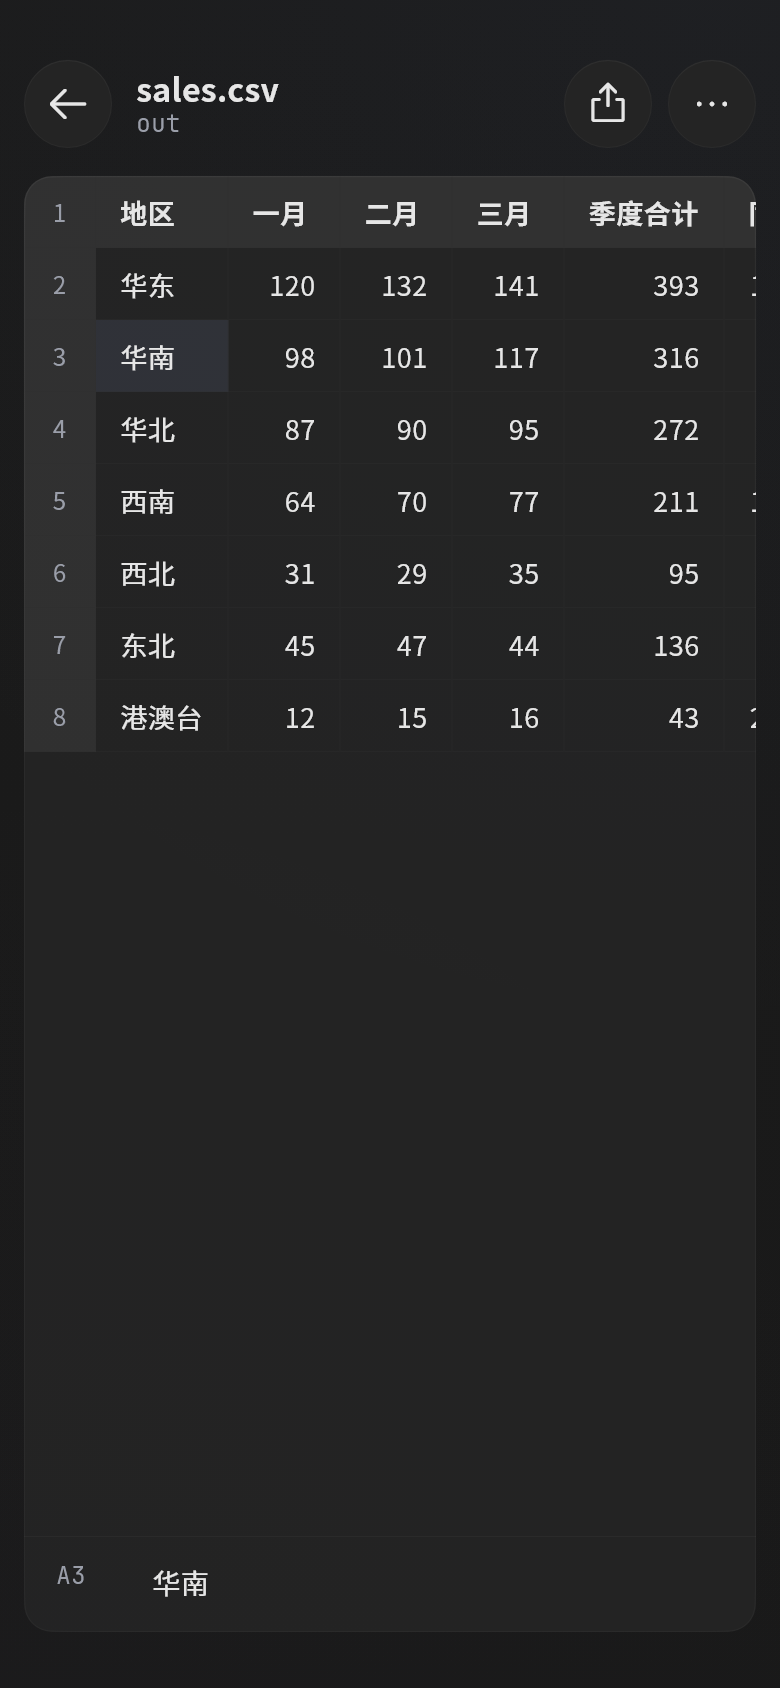 sales.csv
out
1 地区 一月 二月 三月 季度合计
2 华东 120 132 141 393
3 华南 98 101 117 316
4 华北 87 90 95 272
5 西南 64 70 77 211
6 西北 31 29 35 95
7 东北 45 47 44 136
8 港澳台 12 15 16 43
A3 华南